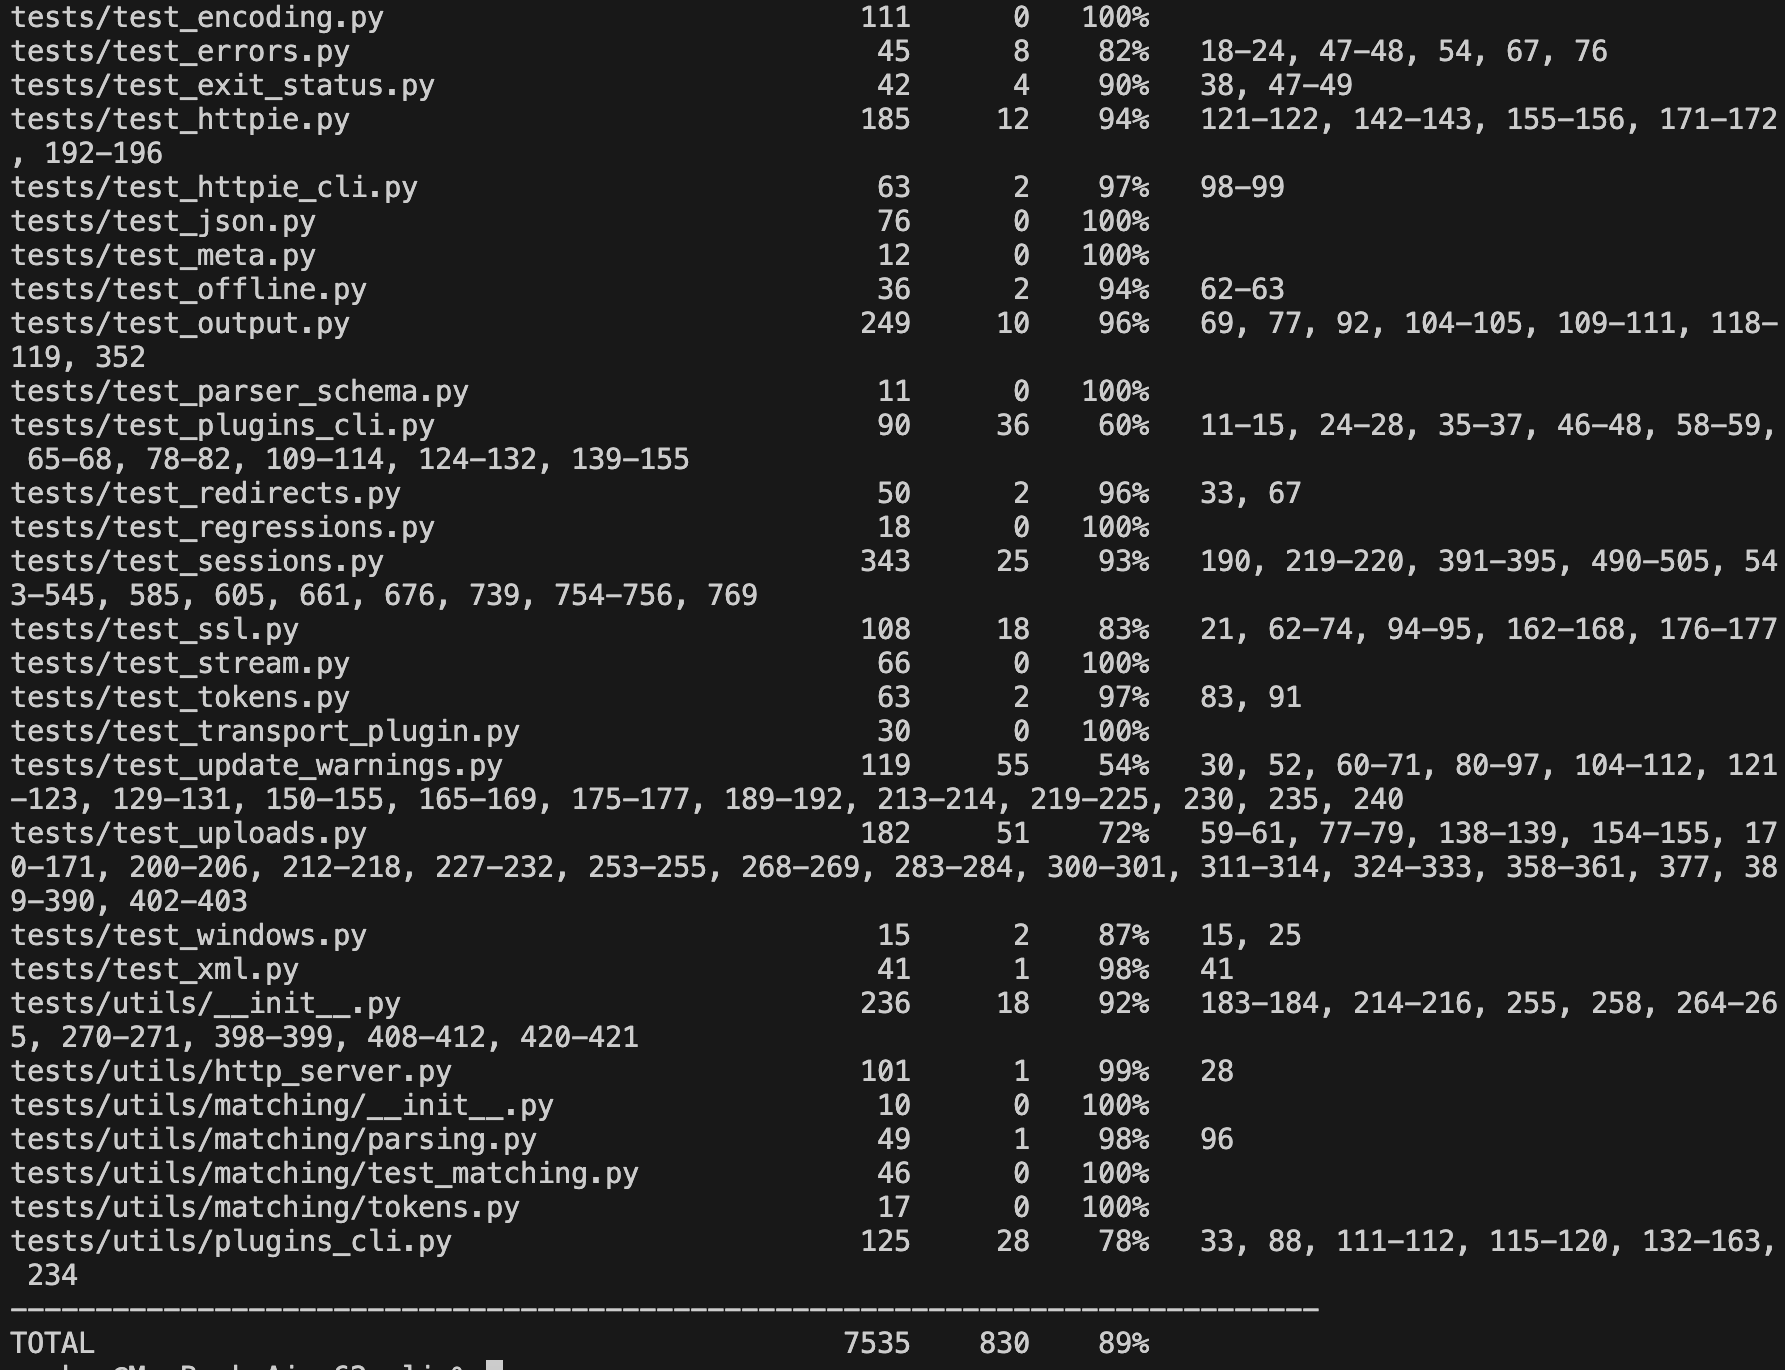 tests/test_encoding.py 111 0 100%
tests/test_errors.py 45 8 82% 18-24, 47-48, 54, 67, 76
tests/test_exit_status.py 42 4 90% 38, 47-49
tests/test_httpie.py 185 12 94% 121-122, 142-143, 155-156, 171-172
, 192-196
tests/test_httpie_cli.py 63 2 97% 98-99
tests/test_json.py 76 0 100%
tests/test_meta.py 12 0 100%
tests/test_offline.py 36 2 94% 62-63
tests/test_output.py 249 10 96% 69, 77, 92, 104-105, 109-111, 118-
119, 352
tests/test_parser_schema.py 11 0 100%
tests/test_plugins_cli.py 90 36 60% 11-15, 24-28, 35-37, 46-48, 58-59,
65-68, 78-82, 109-114, 124-132, 139-155
tests/test_redirects.py 50 2 96% 33, 67
tests/test_regressions.py 18 0 100%
tests/test_sessions.py 343 25 93% 190, 219-220, 391-395, 490-505, 54
3-545, 585, 605, 661, 676, 739, 754-756, 769
tests/test_ssl.py 108 18 83% 21, 62-74, 94-95, 162-168, 176-177
tests/test_stream.py 66 0 100%
tests/test_tokens.py 63 2 97% 83, 91
tests/test_transport_plugin.py 30 0 100%
tests/test_update_warnings.py 119 55 54% 30, 52, 60-71, 80-97, 104-112, 121
-123, 129-131, 150-155, 165-169, 175-177, 189-192, 213-214, 219-225, 230, 235, 240
tests/test_uploads.py 182 51 72% 59-61, 77-79, 138-139, 154-155, 17
0-171, 200-206, 212-218, 227-232, 253-255, 268-269, 283-284, 300-301, 311-314, 324-333, 358-361, 377, 38
9-390, 402-403
tests/test_windows.py 15 2 87% 15, 25
tests/test_xml.py 41 1 98% 41
tests/utils/__init__.py 236 18 92% 183-184, 214-216, 255, 258, 264-26
5, 270-271, 398-399, 408-412, 420-421
tests/utils/http_server.py 101 1 99% 28
tests/utils/matching/__init__.py 10 0 100%
tests/utils/matching/parsing.py 49 1 98% 96
tests/utils/matching/test_matching.py 46 0 100%
tests/utils/matching/tokens.py 17 0 100%
tests/utils/plugins_cli.py 125 28 78% 33, 88, 111-112, 115-120, 132-163,
234
-----------------------------------------------------------------------------
TOTAL 7535 830 89%